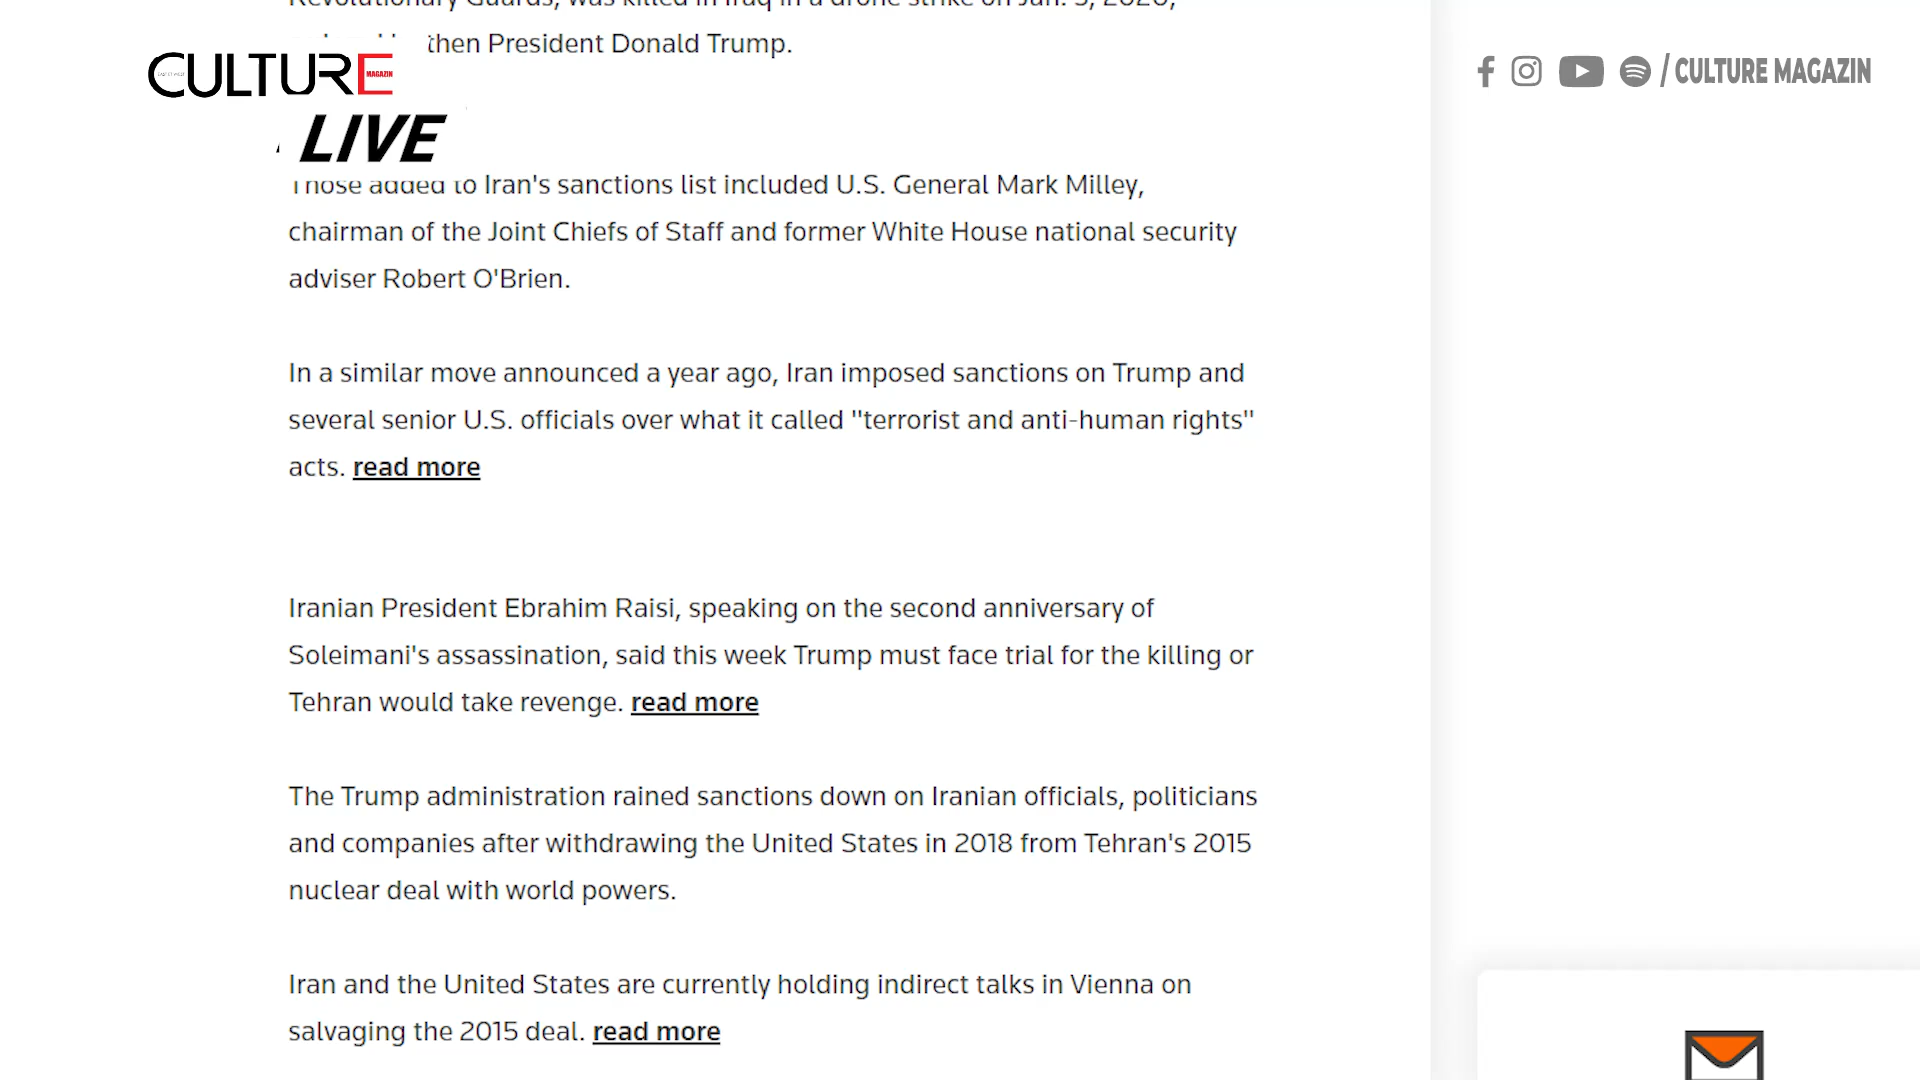 Revolutionary Guards, was killed in Iraq in a drone strike on Jan. 3, 2020,
then President Donald Trump.
CULTURE
MAGAZIN
LIVE
/ CULTURE MAGAZIN
Those added to Iran's sanctions list included U.S. General Mark Milley,
chairman of the Joint Chiefs of Staff and former White House national security
adviser Robert O'Brien.
In a similar move announced a year ago, Iran imposed sanctions on Trump and
several senior U.S. officials over what it called "terrorist and anti-human rights"
acts. read more
Iranian President Ebrahim Raisi, speaking on the second anniversary of
Soleimani's assassination, said this week Trump must face trial for the killing or
Tehran would take revenge. read more
The Trump administration rained sanctions down on Iranian officials, politicians
and companies after withdrawing the United States in 2018 from Tehran's 2015
nuclear deal with world powers.
Iran and the United States are currently holding indirect talks in Vienna on
salvaging the 2015 deal. read more